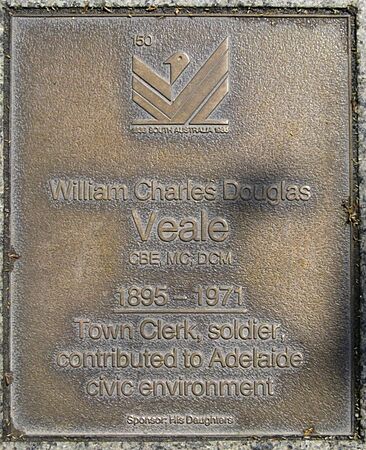 150
1836 SOUTH AUSTRALIA 1986
William Charles Douglas
Veale
CBE, MC, DCM
1895 – 1971
Town Clerk, soldier,
contributed to Adelaide
civic environment
Sponsor: His Daughters